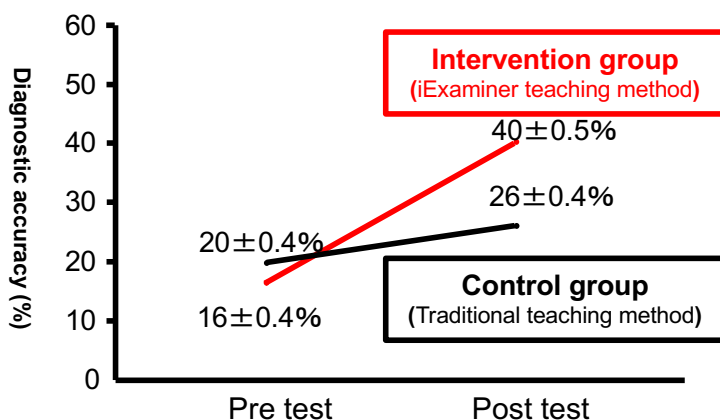 60
50
40
30
20
10
0
Diagnostic accuracy (%)
Intervention group
(iExaminer teaching method)
40±0.5%
26±0.4%
20±0.4%
16±0.4%
Control group
(Traditional teaching method)
Pre test
Post test